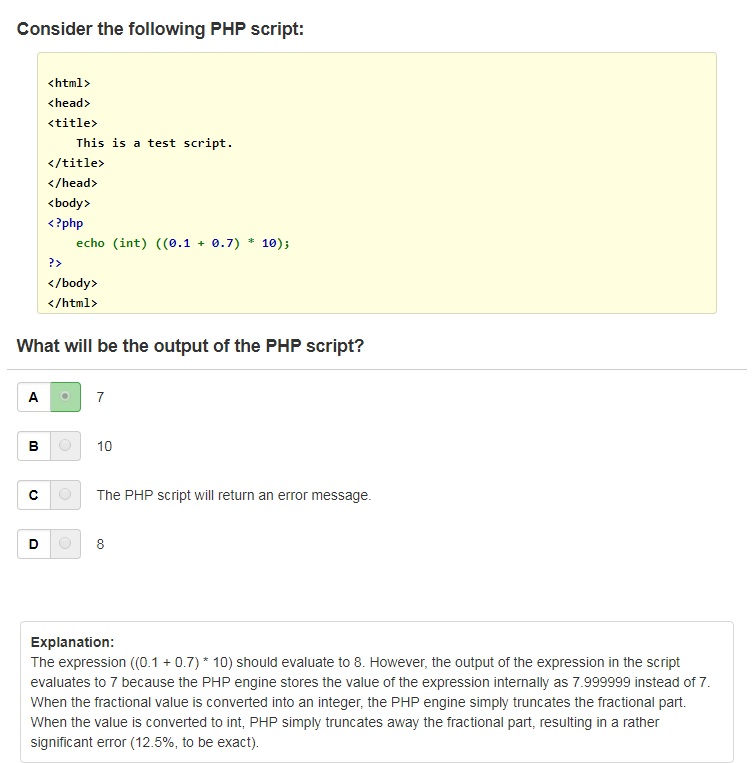 Consider the following PHP script:
<html>
<head>
<title>
    This is a test script.
</title>
</head>
<body>
<?php
    echo (int) ((0.1 + 0.7) * 10);
?>
</body>
</html>
What will be the output of the PHP script?
A 7
B 10
C The PHP script will return an error message.
D 8
Explanation:
The expression ((0.1 + 0.7) * 10) should evaluate to 8. However, the output of the expression in the script
evaluates to 7 because the PHP engine stores the value of the expression internally as 7.999999 instead of 7.
When the fractional value is converted into an integer, the PHP engine simply truncates the fractional part.
When the value is converted to int, PHP simply truncates away the fractional part, resulting in a rather
significant error (12.5%, to be exact).